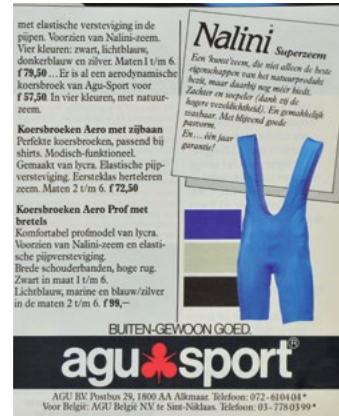 met elastische versteviging in de
pijpen. Voorzien van Nalini-zeem.
Vier kleuren: zwart, lichtblauw,
donkerblauw en zilver. Maten 1 t/m 6.
f 79,50 ... Er is al een aerodynamische
koersbroek van Agu-Sport voor
f 57,50. In vier kleuren, met natuur-
zeem.
Koersbroeken Aero met zijbaan
Perfekte koersbroeken, passend bij
shirts. Modisch-funktioneel.
Gemaakt van lycra. Elastische pijp-
versteviging. Eersteklas herteleren
zeem. Maten 2 t/m 6. f 72,50
Koersbroeken Aero Prof met
bretels
Komfortabel profmodel van lycra.
Voorzien van Nalini-zeem en elasti-
sche pijpversteviging.
Brede schouderbanden, hoge rug.
Zwart in maat 1 t/m 6.
Lichtblauw, marine en blauw/zilver
in de maten 2 t/m 6. f 99,—
Nalini Superzeem
Een 'kunst'zeem, die niet alleen de beste
eigenschappen van het natuurprodukt
bezit, maar daarbij nog méér biedt.
Zachter en soepeler (dank zij de
hogere vezeldichtheid). En gemakkelijk
wasbaar. Met blijvend goede
pasvorm.
En... één jaar
garantie!
BUITEN-GEWOON GOED.
agu sport®
AGU B.V. Postbus 29, 1800 AA Alkmaar. Telefoon: 072-610404*
Voor België: AGU België N.V. te Sint-Niklaas. Telefoon: 03-7780399*